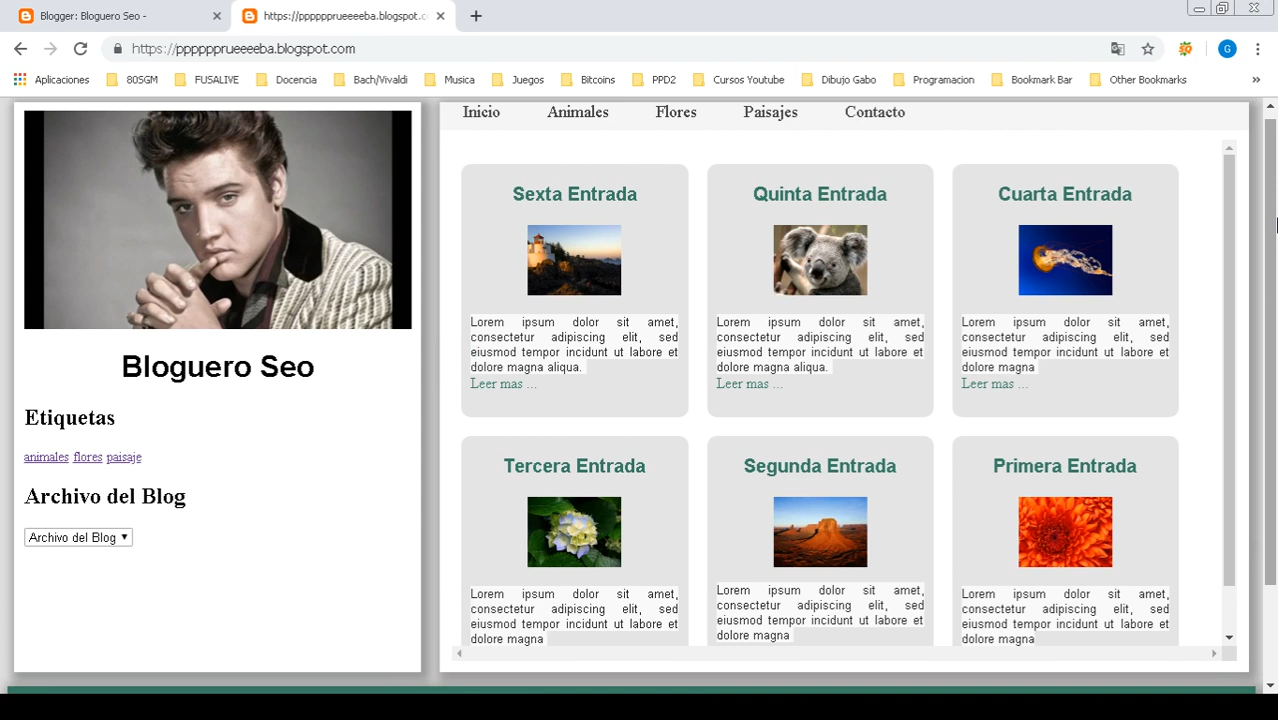 Blogger: Bloguero Seo -
https://pppppprueeeeba.blogspot.c
https://ppppppprueeeeba.blogspot.com
Aplicaciones 80SGM FUSALIVE Docencia Bach/Vivaldi Musica Juegos Bitcoins PPD2 Cursos Youtube Dibujo Gabo Programacion Bookmark Bar Other Bookmarks »
G
Inicio Animales Flores Paisajes Contacto
Bloguero Seo
Etiquetas
animales flores paisaje
Archivo del Blog
Archivo del Blog
Sexta Entrada
Lorem ipsum dolor sit amet,
consectetur adipiscing elit, sed
eiusmod tempor incidunt ut labore et
dolore magna aliqua.
Leer mas ...
Quinta Entrada
Lorem ipsum dolor sit amet,
consectetur adipiscing elit, sed
eiusmod tempor incidunt ut labore et
dolore magna aliqua.
Leer mas ...
Cuarta Entrada
Lorem ipsum dolor sit amet,
consectetur adipiscing elit, sed
eiusmod tempor incidunt ut labore et
dolore magna
Leer mas ...
Tercera Entrada
Lorem ipsum dolor sit amet,
consectetur adipiscing elit, sed
eiusmod tempor incidunt ut labore et
dolore magna
Segunda Entrada
Lorem ipsum dolor sit amet,
consectetur adipiscing elit, sed
eiusmod tempor incidunt ut labore et
dolore magna
Primera Entrada
Lorem ipsum dolor sit amet,
consectetur adipiscing elit, sed
eiusmod tempor incidunt ut labore et
dolore magna